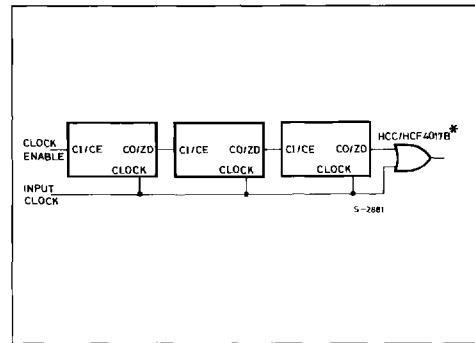 HCC/HCF4017B*
CLOCK ENABLE
CI/CE CO/ZD CLOCK
CI/CE CO/ZD CLOCK
CI/CE CO/ZD CLOCK
INPUT CLOCK
S-2881